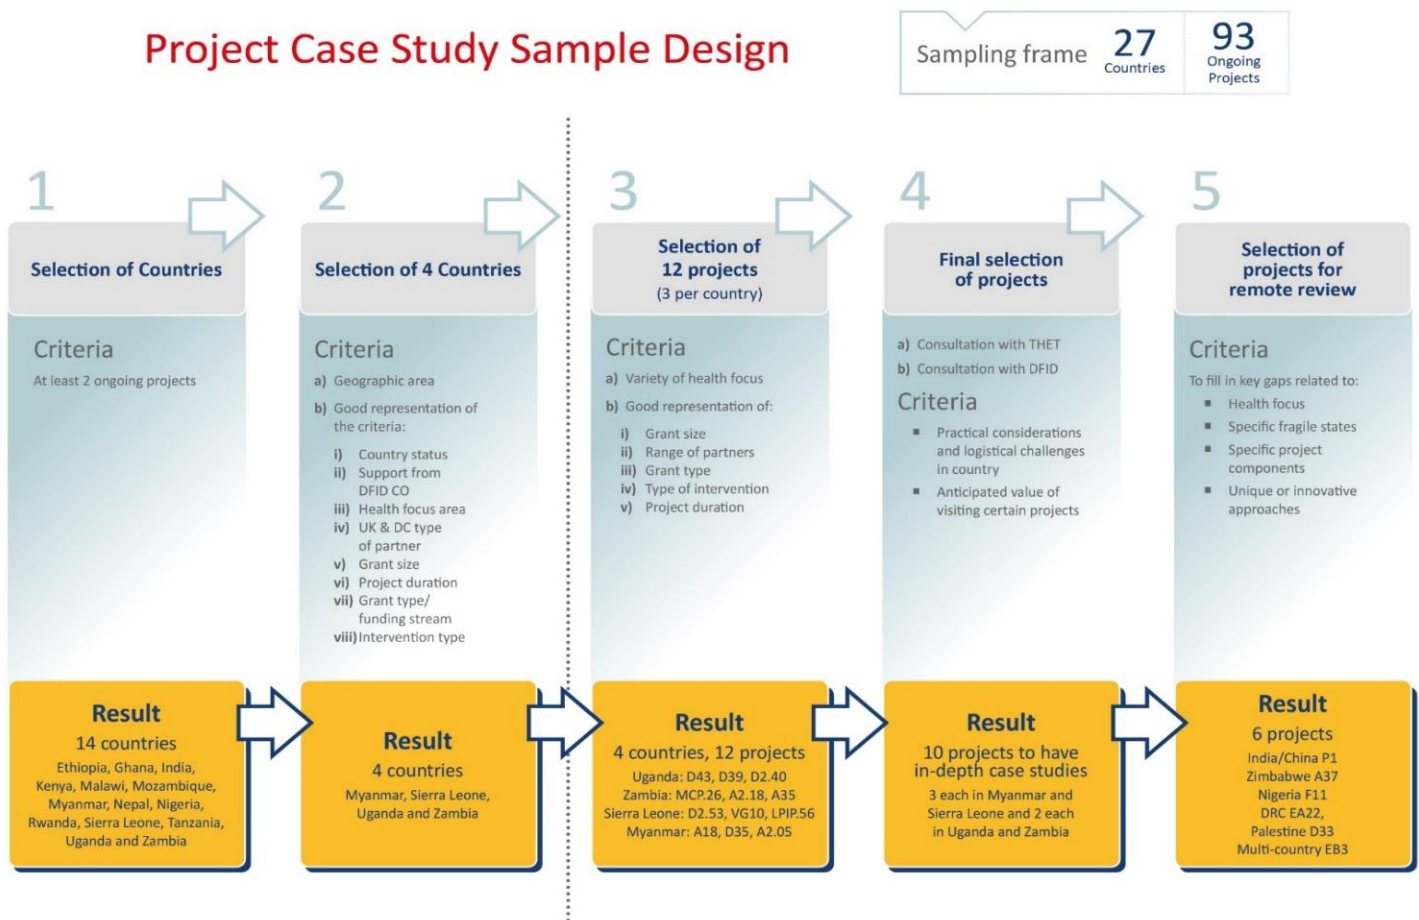 Project Case Study Sample Design
Sampling frame
27
Countries
93
Ongoing
Projects
1
Selection of Countries
Criteria
At least 2 ongoing projects
Result
14 countries
Ethiopia, Ghana, India,
Kenya, Malawi, Mozambique,
Myanmar, Nepal, Nigeria,
Rwanda, Sierra Leone, Tanzania,
Uganda and Zambia
2
Selection of 4 Countries
Criteria
a) Geographic area
b) Good representation of
the criteria:
i) Country status
ii) Support from
DFID CO
iii) Health focus area
iv) UK & DC type
of partner
v) Grant size
vi) Project duration
vii) Grant type/
funding stream
viii) Intervention type
Result
4 countries
Myanmar, Sierra Leone,
Uganda and Zambia
3
Selection of
12 projects
(3 per country)
Criteria
a) Variety of health focus
b) Good representation of:
i) Grant size
ii) Range of partners
iii) Grant type
iv) Type of intervention
v) Project duration
Result
4 countries, 12 projects
Uganda: D43, D39, D2.40
Zambia: MCP.26, A2.18, A35
Sierra Leone: D2.53, VG10, LPIP.56
Myanmar: A18, D35, A2.05
4
Final selection
of projects
a) Consultation with THET
b) Consultation with DFID
Criteria
▪ Practical considerations
and logistical challenges
in country
▪ Anticipated value of
visiting certain projects
Result
10 projects to have
in-depth case studies
3 each in Myanmar and
Sierra Leone and 2 each
in Uganda and Zambia
5
Selection of
projects for
remote review
Criteria
To fill in key gaps related to:
▪ Health focus
▪ Specific fragile states
▪ Specific project
components
▪ Unique or innovative
approaches
Result
6 projects
India/China P1
Zimbabwe A37
Nigeria F11
DRC EA22,
Palestine D33
Multi-country EB3